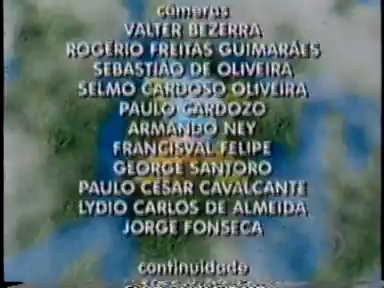 câmeras
VALTER BEZERRA
ROGÉRIO FREITAS GUIMARÃES
SEBASTIÃO DE OLIVEIRA
SELMO CARDOSO OLIVEIRA
PAULO CARDOZO
ARMANDO NEY
FRANCISVAL FELIPE
GEORGE SANTORO
PAULO CÉSAR CAVALCANTE
LYDIO CARLOS DE ALMEIDA
JORGE FONSECA
continuidade